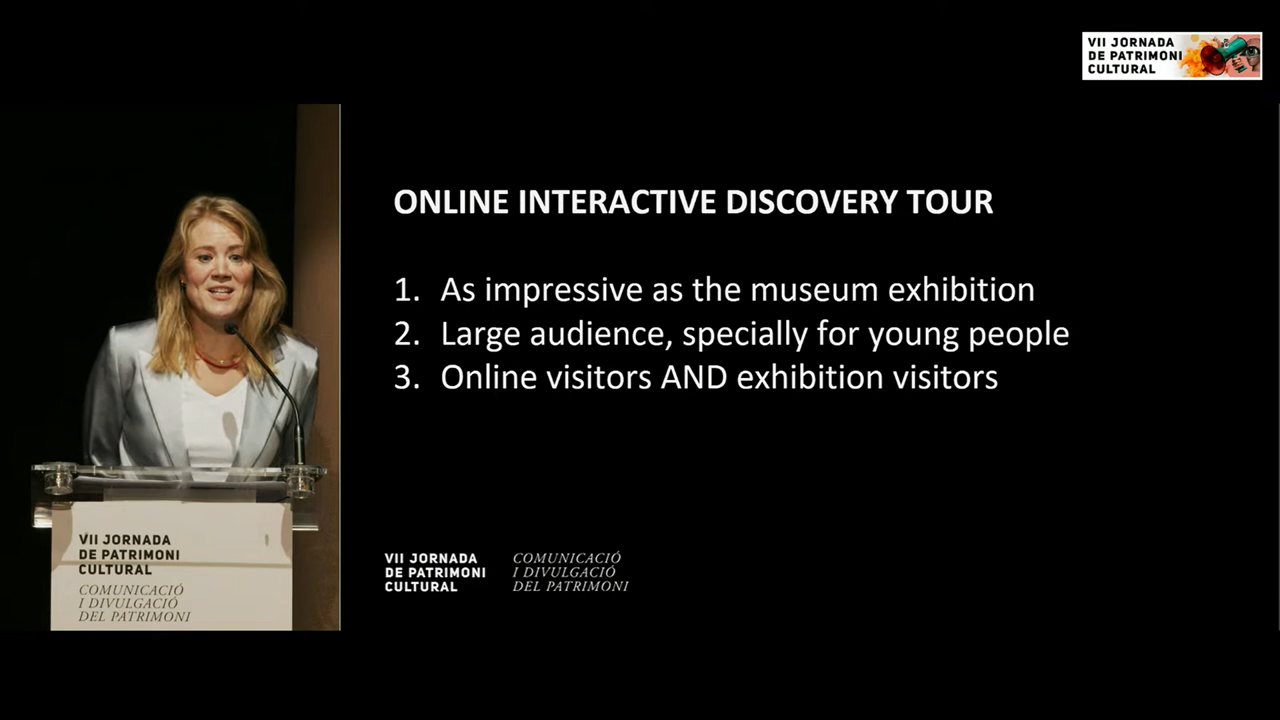 VII JORNADA
DE PATRIMONI
CULTURAL
ONLINE INTERACTIVE DISCOVERY TOUR
1. As impressive as the museum exhibition
2. Large audience, specially for young people
3. Online visitors AND exhibition visitors
VII JORNADA
DE PATRIMONI
CULTURAL
COMUNICACIÓ
I DIVULGACIÓ
DEL PATRIMONI
VII JORNADA
DE PATRIMONI
CULTURAL
COMUNICACIÓ
I DIVULGACIÓ
DEL PATRIMONI